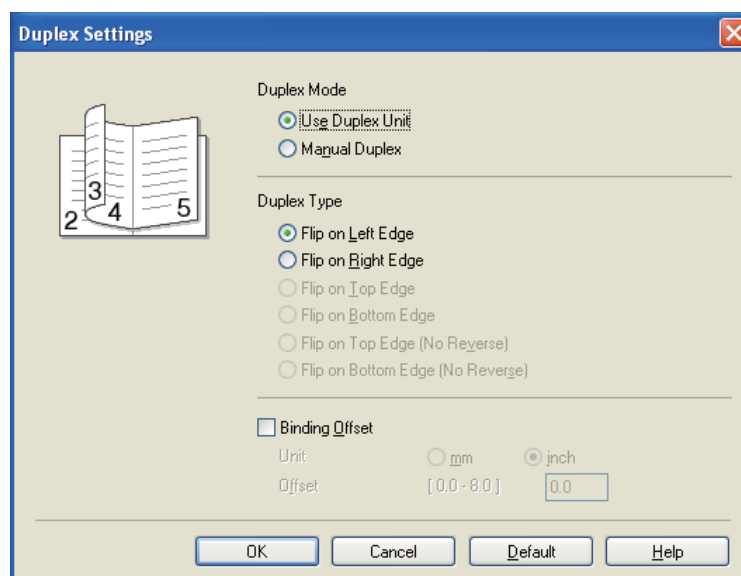 Duplex Settings
Duplex Mode
Use Duplex Unit
Manual Duplex
2 3 4 5
Duplex Type
Flip on Left Edge
Flip on Right Edge
Flip on Top Edge
Flip on Bottom Edge
Flip on Top Edge (No Reverse)
Flip on Bottom Edge (No Reverse)
Binding Offset
Unit mm inch
Offset [ 0.0 - 8.0 ] 0.0
OK Cancel Default Help